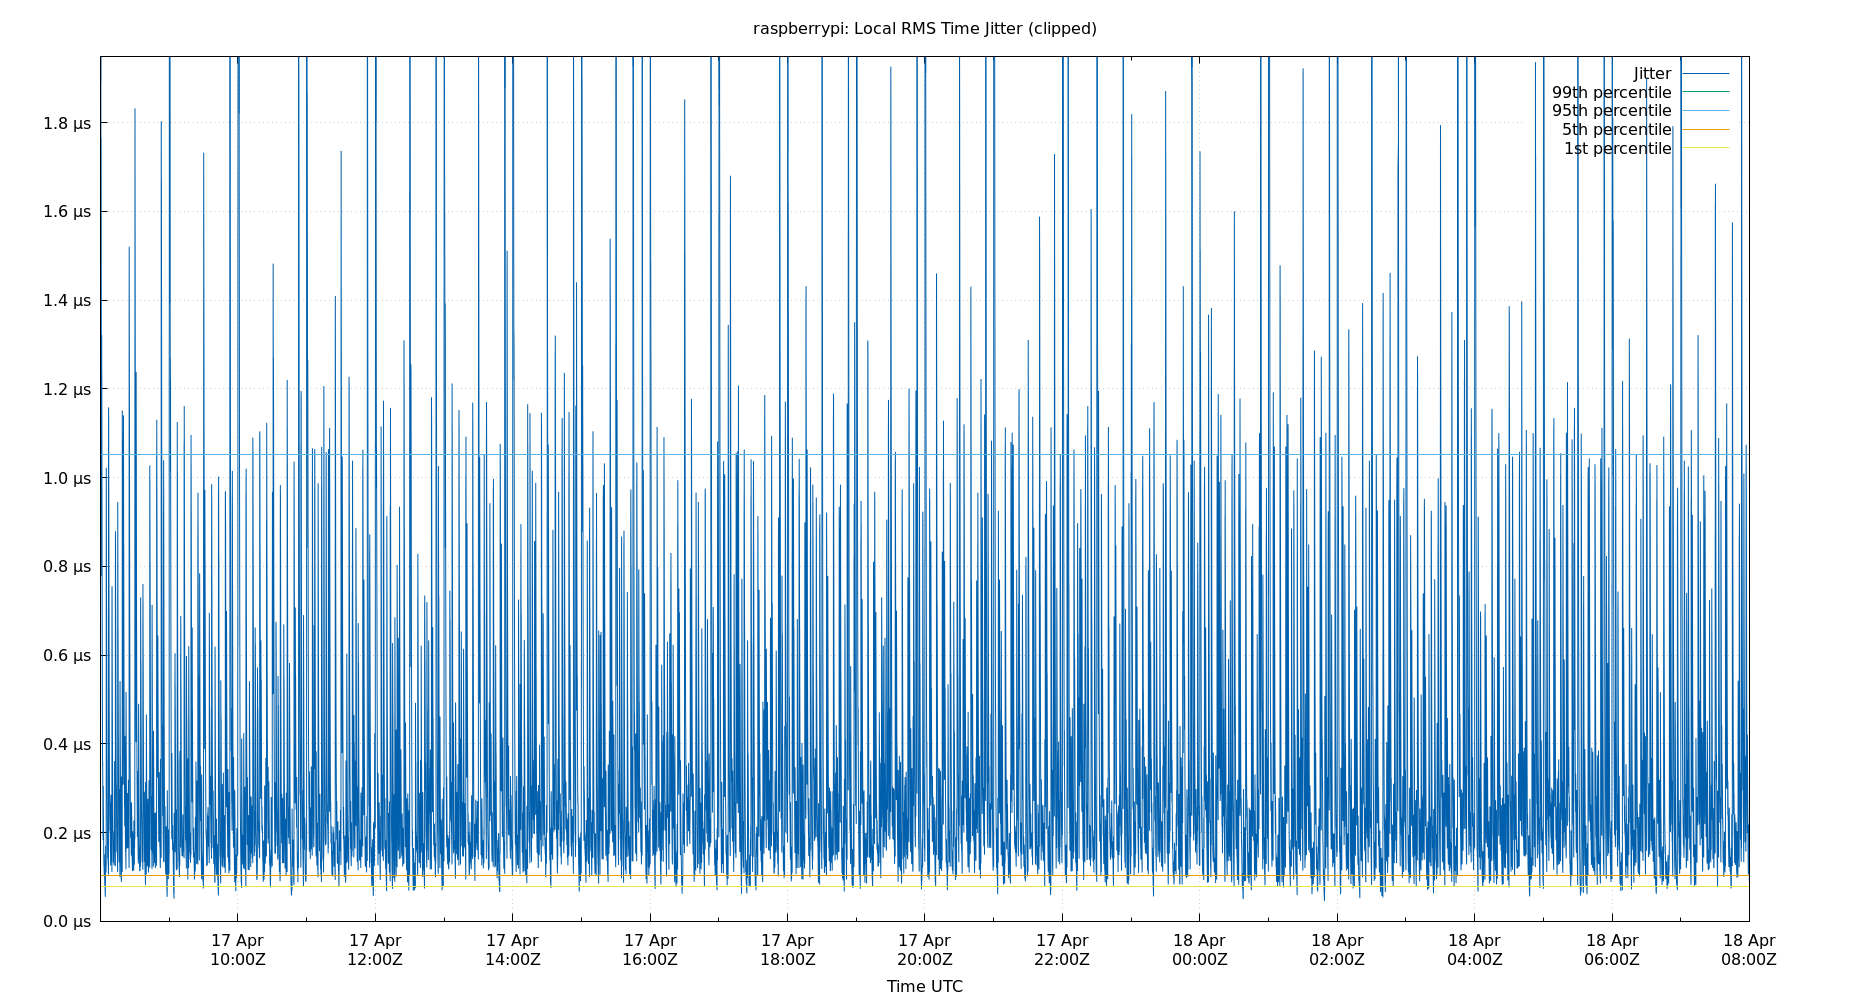 raspberrypi: Local RMS Time Jitter (clipped)
Jitter
99th percentile
95th percentile
5th percentile
1st percentile
1.8 µs
1.6 µs
1.4 µs
1.2 µs
1.0 µs
0.8 µs
0.6 µs
0.4 µs
0.2 µs
0.0 µs
17 Apr 17 Apr 17 Apr 17 Apr 17 Apr 17 Apr 17 Apr 18 Apr 18 Apr 18 Apr 18 Apr 18 Apr
10:00Z 12:00Z 14:00Z 16:00Z 18:00Z 20:00Z 22:00Z 00:00Z 02:00Z 04:00Z 06:00Z 08:00Z
Time UTC